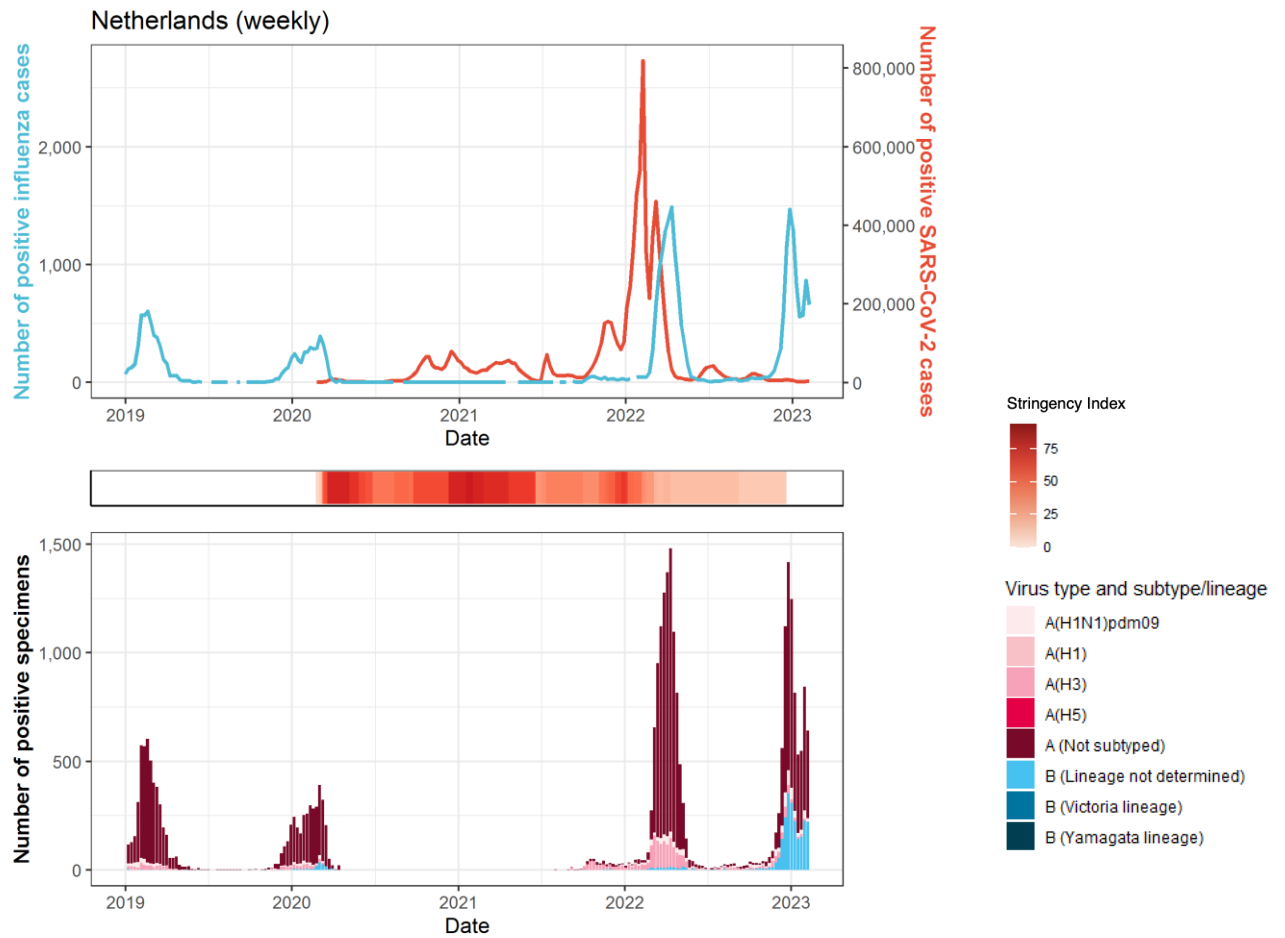 Netherlands (weekly)
Number of positive influenza cases
2,000
1,000
0
800,000
600,000
400,000
200,000
0
Number of positive SARS-CoV-2 cases
2019
2020
2021
2022
2023
Date
Stringency Index
75
50
25
0
Number of positive specimens
1,500
1,000
500
0
2019
2020
2021
2022
2023
Date
Virus type and subtype/lineage
A(H1N1)pdm09
A(H1)
A(H3)
A(H5)
A (Not subtyped)
B (Lineage not determined)
B (Victoria lineage)
B (Yamagata lineage)